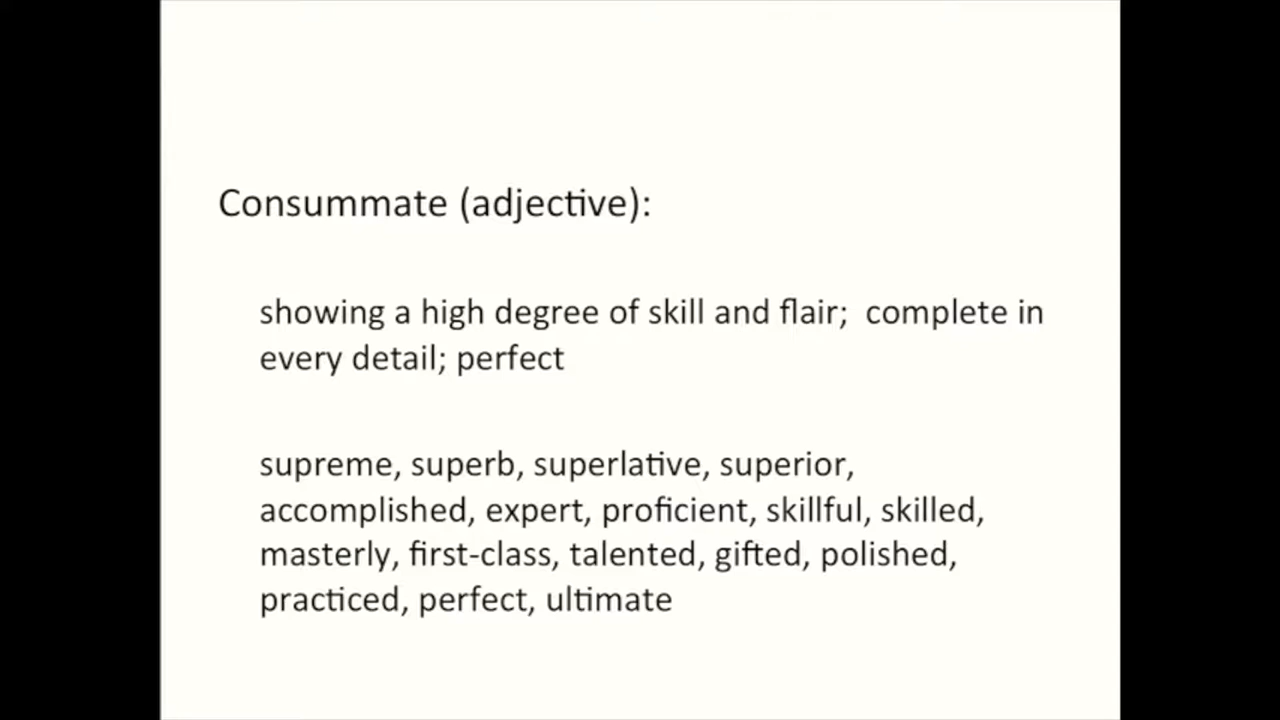 Consummate (adjective):
showing a high degree of skill and flair;  complete in
every detail; perfect
supreme, superb, superlative, superior,
accomplished, expert, proficient, skillful, skilled,
masterly, first-class, talented, gifted, polished,
practiced, perfect, ultimate